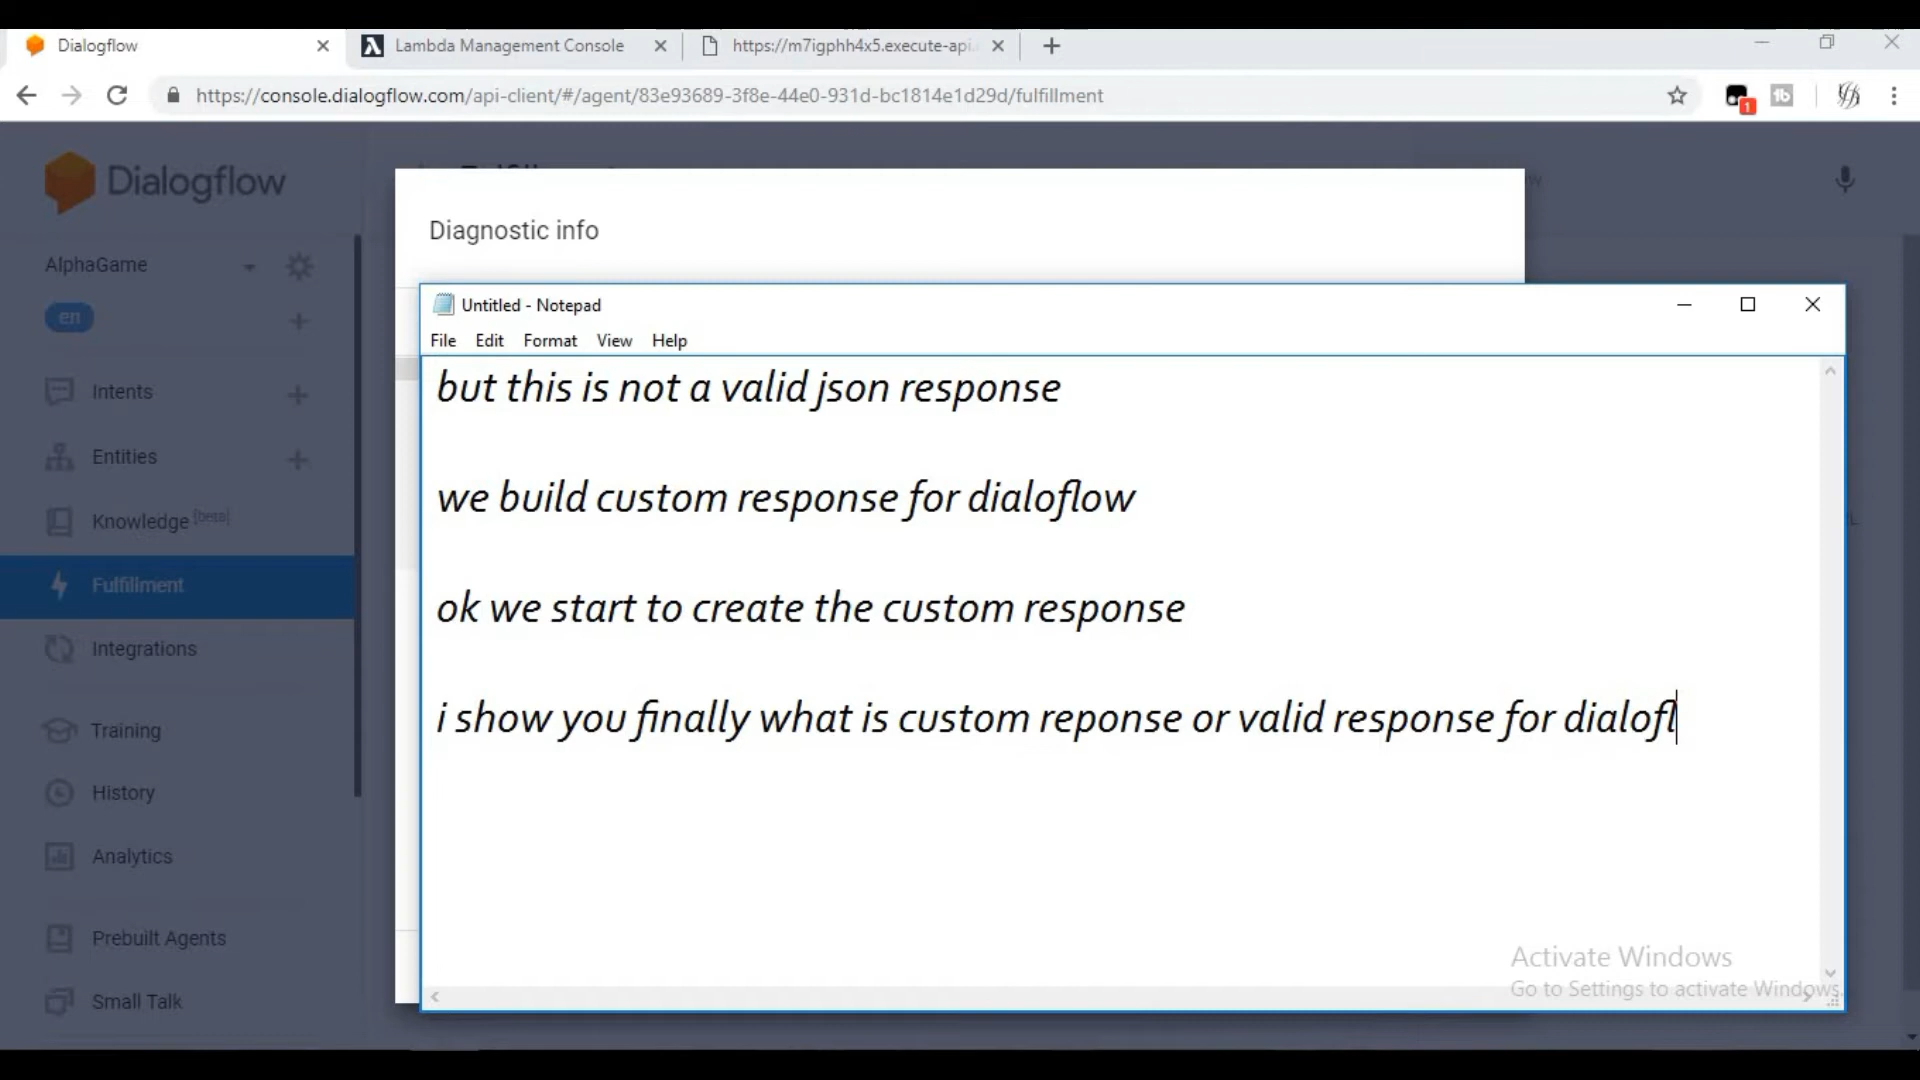 Dialogflow
Lambda Management Console
https://m7igphh4x5.execute-api.
https://console.dialogflow.com/api-client/#/agent/83e93689-3f8e-44e0-931d-bc1814e1d29d/fulfillment
1
Dialogflow
AlphaGame
en
Intents
Entities
Knowledge [beta]
Fulfillment
Integrations
Training
History
Analytics
Prebuilt Agents
Small Talk
Diagnostic info
Untitled - Notepad
File Edit Format View Help
but this is not a valid json response
we build custom response for dialoflow
ok we start to create the custom response
i show you finally what is custom reponse or valid response for dialofl
Activate Windows
Go to Settings to activate Windows.